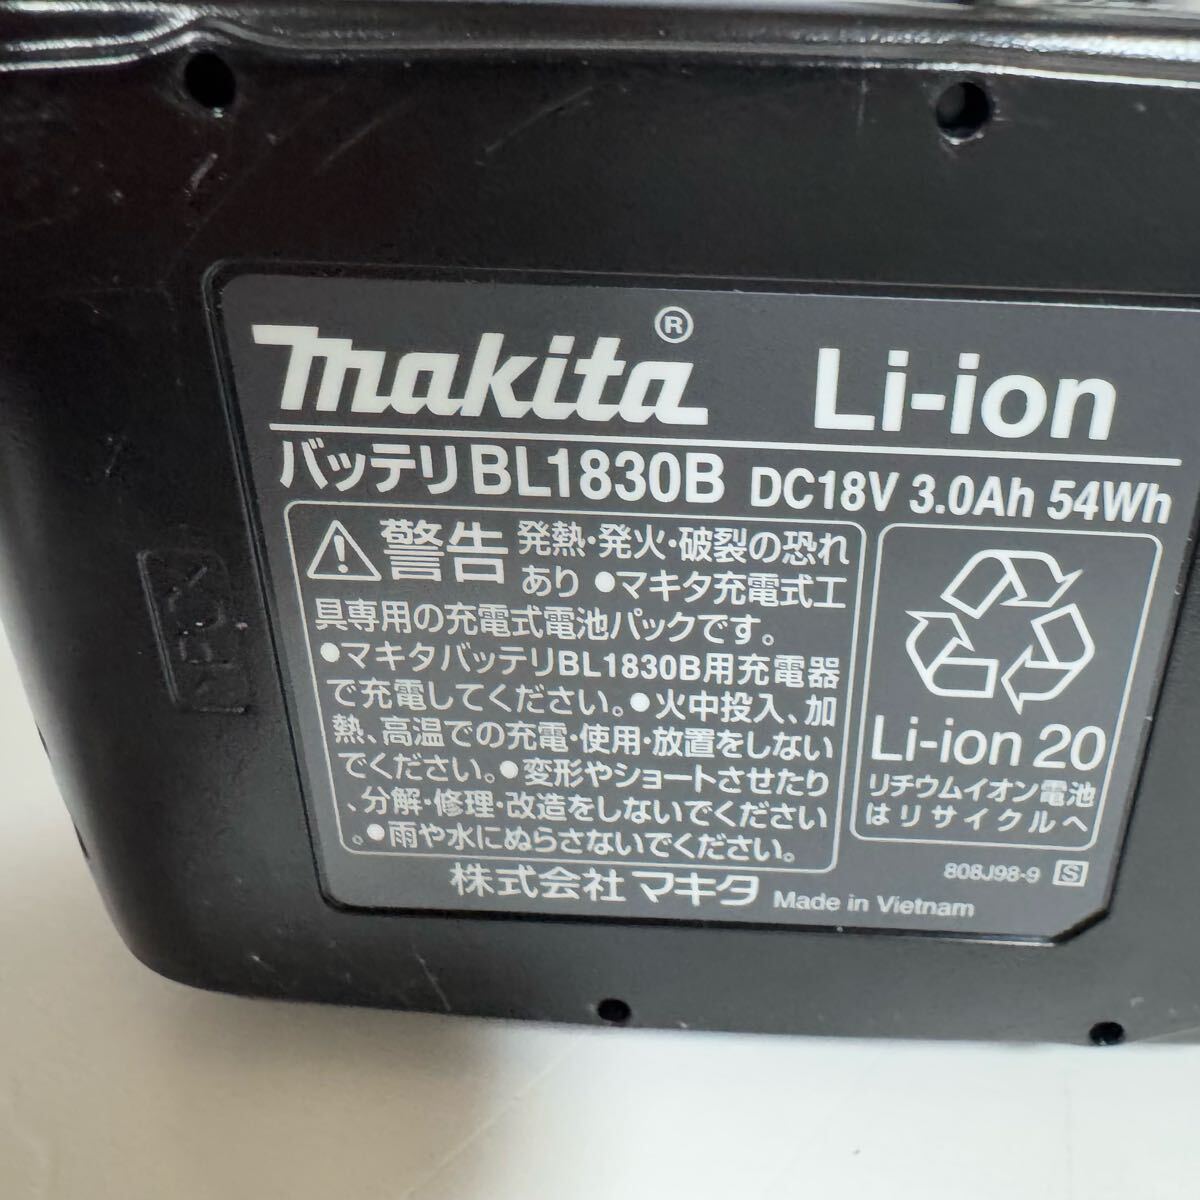 makita® Li-ion
バッテリBL1830B DC18V 3.0Ah 54Wh
警告 発熱・発火・破裂の恐れ
あり ●マキタ充電式工
具専用の充電式電池パックです。
●マキタバッテリBL1830B用充電器
で充電してください。●火中投入、加
熱、高温での充電・使用・放置をしない
でください。●変形やショートさせたり
、分解・修理・改造をしないでください
。●雨や水にぬらさないでください。
Li-ion 20
リチウムイオン電池
はリサイクルへ
808J98-9 S
株式会社マキタ Made in Vietnam